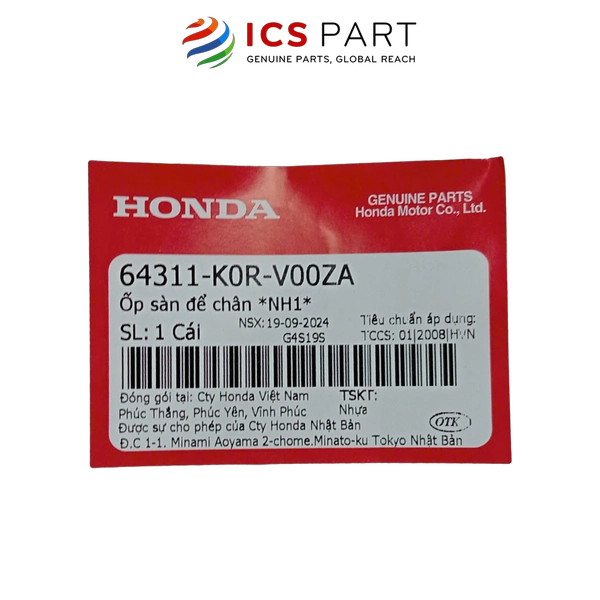 ICS PART
GENUINE PARTS, GLOBAL REACH
HONDA
GENUINE PARTS
Honda Motor Co., Ltd.
64311-K0R-V00ZA
Ốp sàn để chân *NH1*
SL: 1 Cái
NSX: 19-09-2024
G4S19S
Tiêu chuẩn áp dụng:
TCCS: 01|2008|HVN
Đóng gói tại: Cty Honda Việt Nam
Phúc Thắng, Phúc Yên, Vĩnh Phúc
TSKT:
Nhựa
Được sự cho phép của Cty Honda Nhật Bản
Đ.C 1-1. Minami Aoyama 2-chome.Minato-ku Tokyo Nhật Bản
OTK